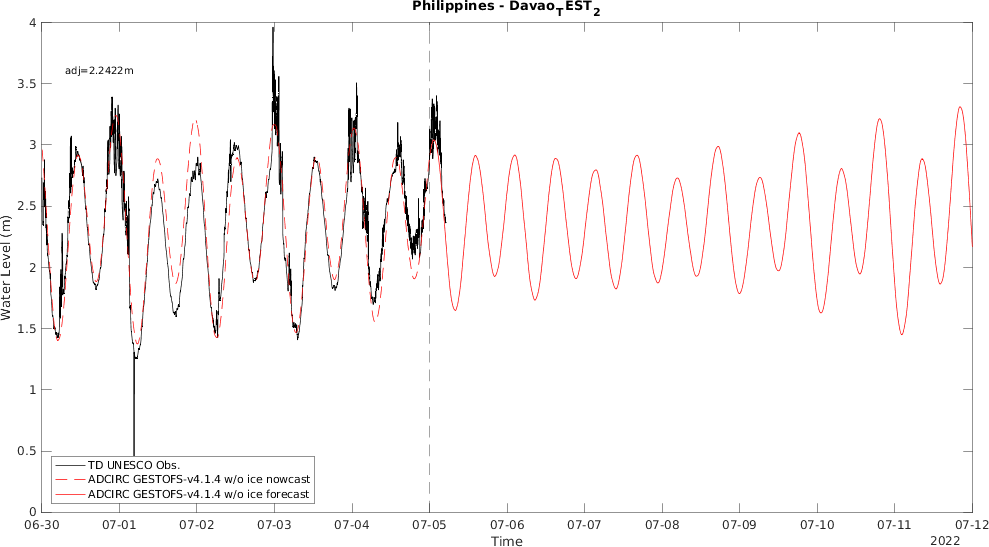 Philippines - Davao_TEST_2
adj=2.2422m
4
3.5
3
2.5
2
1.5
1
0.5
0
Water Level (m)
TD UNESCO Obs.
ADCIRC GESTOFS-v4.1.4 w/o ice nowcast
ADCIRC GESTOFS-v4.1.4 w/o ice forecast
06-30 07-01 07-02 07-03 07-04 07-05 07-06 07-07 07-08 07-09 07-10 07-11 07-12
Time
2022